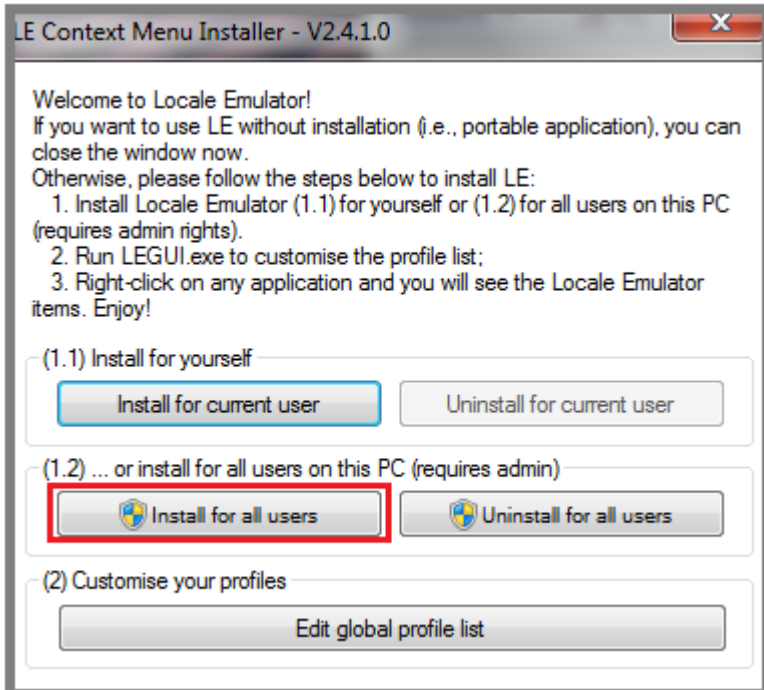 LE Context Menu Installer - V2.4.1.0
Welcome to Locale Emulator!
If you want to use LE without installation (i.e., portable application), you can
close the window now.
Otherwise, please follow the steps below to install LE:
1. Install Locale Emulator (1.1) for yourself or (1.2) for all users on this PC
(requires admin rights).
2. Run LEGUI.exe to customise the profile list;
3. Right-click on any application and you will see the Locale Emulator
items. Enjoy!
(1.1) Install for yourself
Install for current user
Uninstall for current user
(1.2) ... or install for all users on this PC (requires admin)
Install for all users
Uninstall for all users
(2) Customise your profiles
Edit global profile list